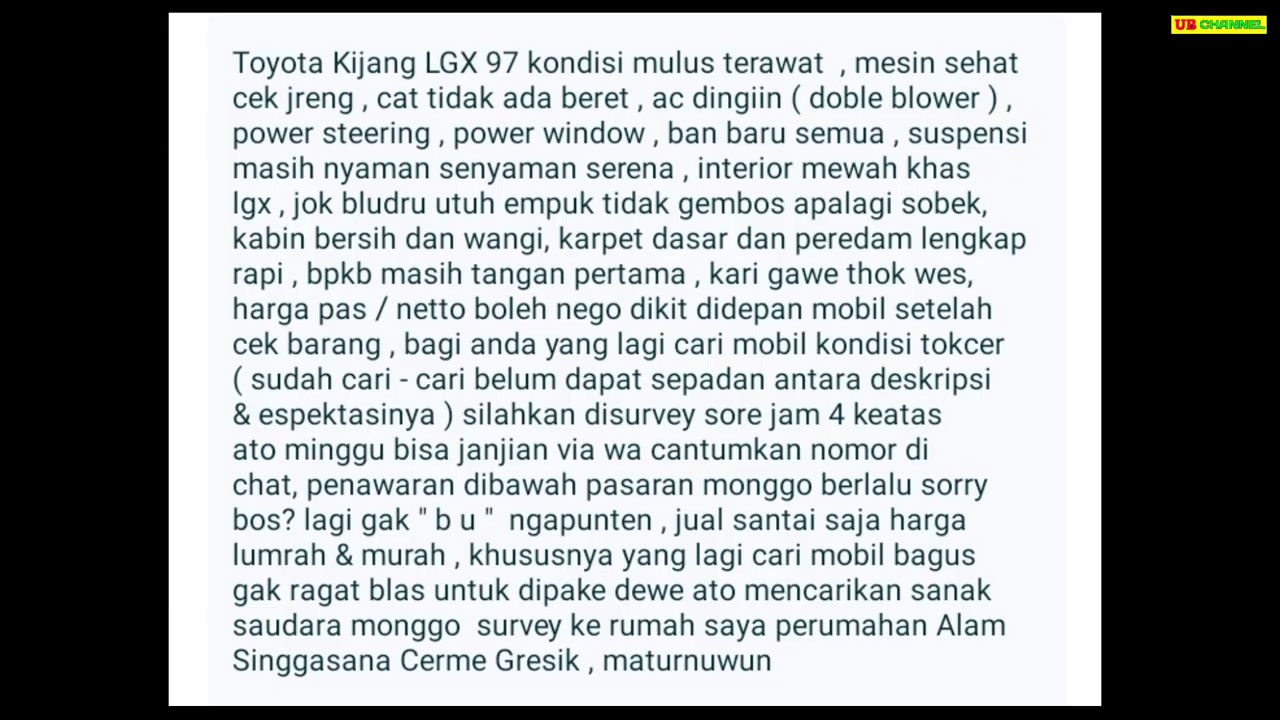 UB CHANNEL
Toyota Kijang LGX 97 kondisi mulus terawat , mesin sehat
cek jreng , cat tidak ada beret , ac dingiin ( doble blower ) ,
power steering , power window , ban baru semua , suspensi
masih nyaman senyaman serena , interior mewah khas
lgx , jok bludru utuh empuk tidak gembos apalagi sobek,
kabin bersih dan wangi, karpet dasar dan peredam lengkap
rapi , bpkb masih tangan pertama , kari gawe thok wes,
harga pas / netto boleh nego dikit didepan mobil setelah
cek barang , bagi anda yang lagi cari mobil kondisi tokcer
( sudah cari - cari belum dapat sepadan antara deskripsi
& espektasinya ) silahkan disurvey sore jam 4 keatas
ato minggu bisa janjian via wa cantumkan nomor di
chat, penawaran dibawah pasaran monggo berlalu sorry
bos? lagi gak " b u "  ngapunten , jual santai saja harga
lumrah & murah , khususnya yang lagi cari mobil bagus
gak ragat blas untuk dipake dewe ato mencarikan sanak
saudara monggo  survey ke rumah saya perumahan Alam
Singgasana Cerme Gresik , maturnuwun